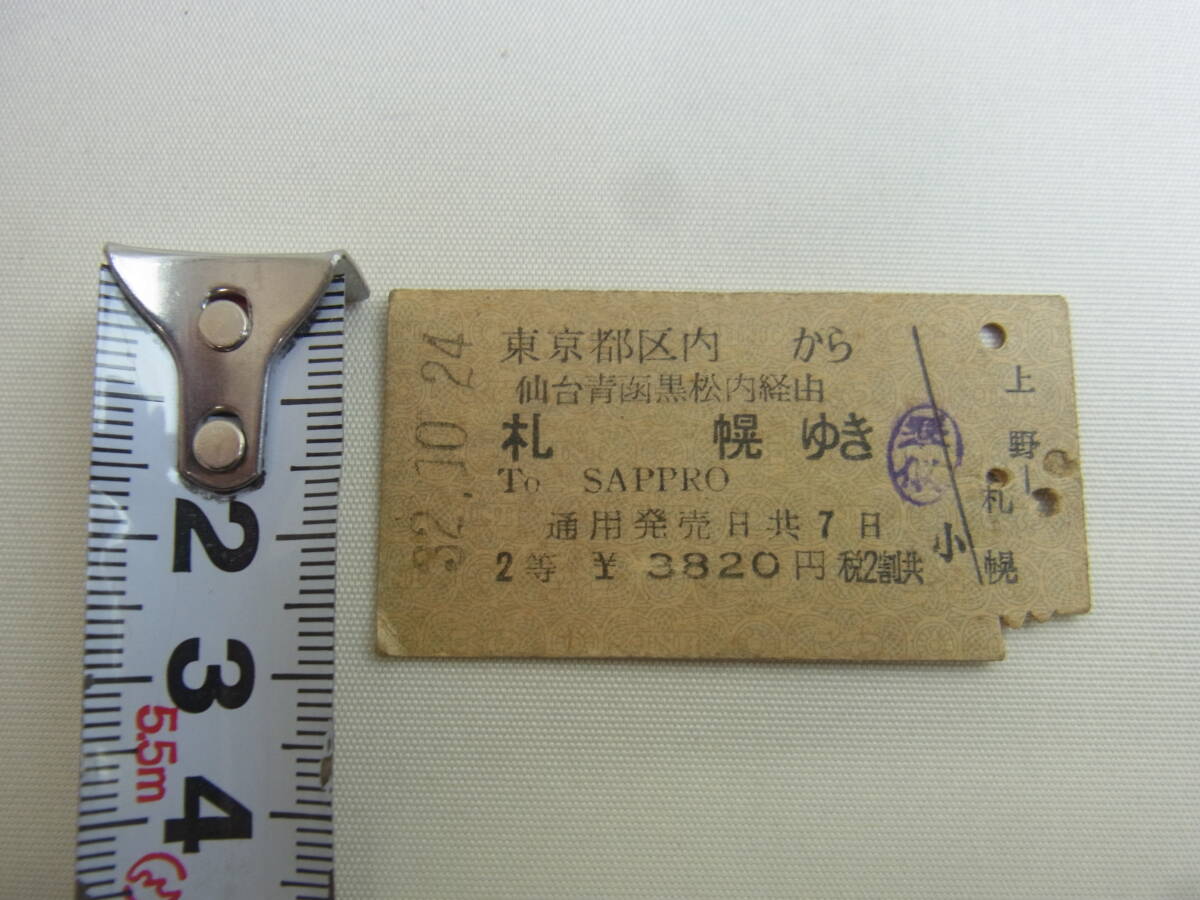 32.10.24
東京都区内 から
仙台青函黒松内経由
札 幌 ゆき
To SAPPRO
通用発売日共7日
2等 ¥ 3820円 税2割共
小
上野―札幌
2
3
4
5.5m